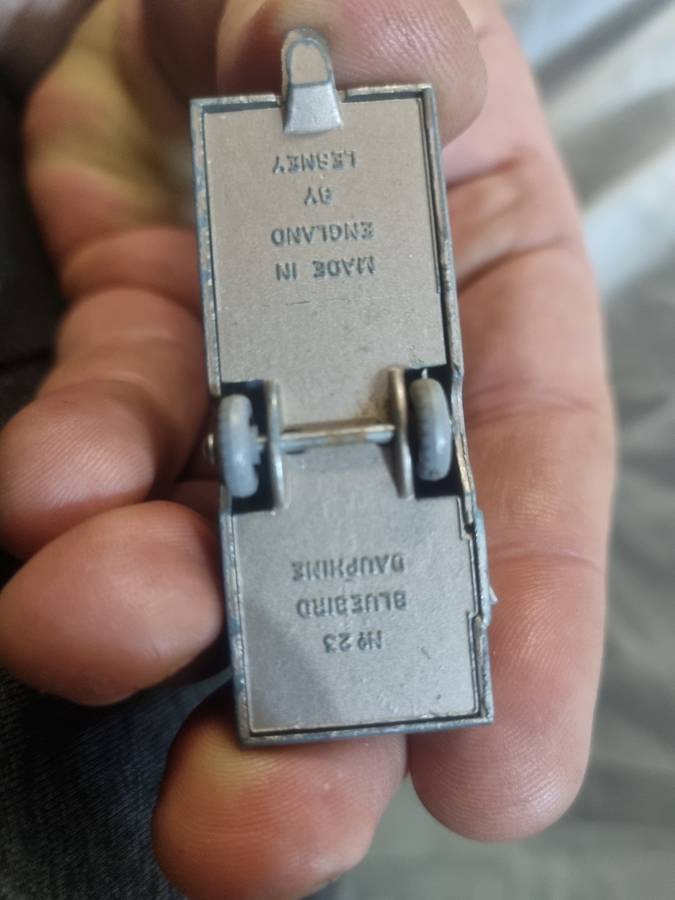 Nº 23
BLUEBIRD
DAUPHINE
MADE IN
ENGLAND
BY
LESNEY